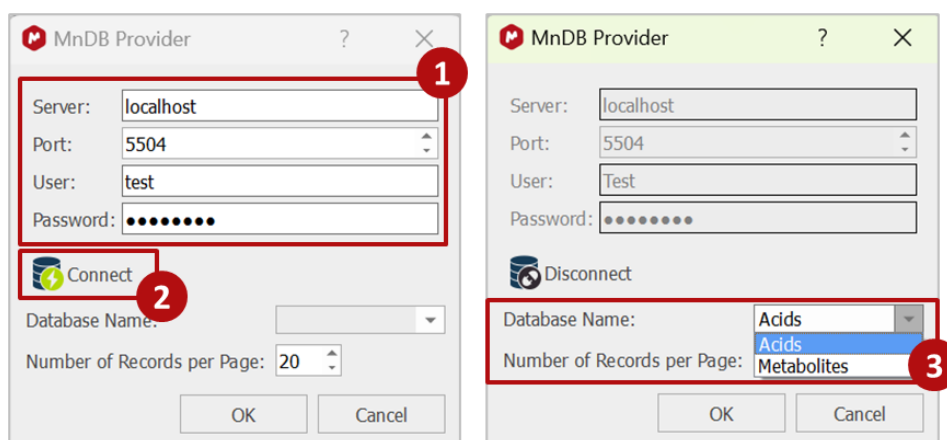 MnDB Provider ?
1
Server: localhost
Port: 5504
User: test
Password: ●●●●●●●●
Connect
2
Database Name:
Number of Records per Page: 20
OK Cancel
MnDB Provider ?
Server: localhost
Port: 5504
User: Test
Password: ●●●●●●●●
Disconnect
Database Name: Acids
Acids
Number of Records per Page: Metabolites
3
OK Cancel